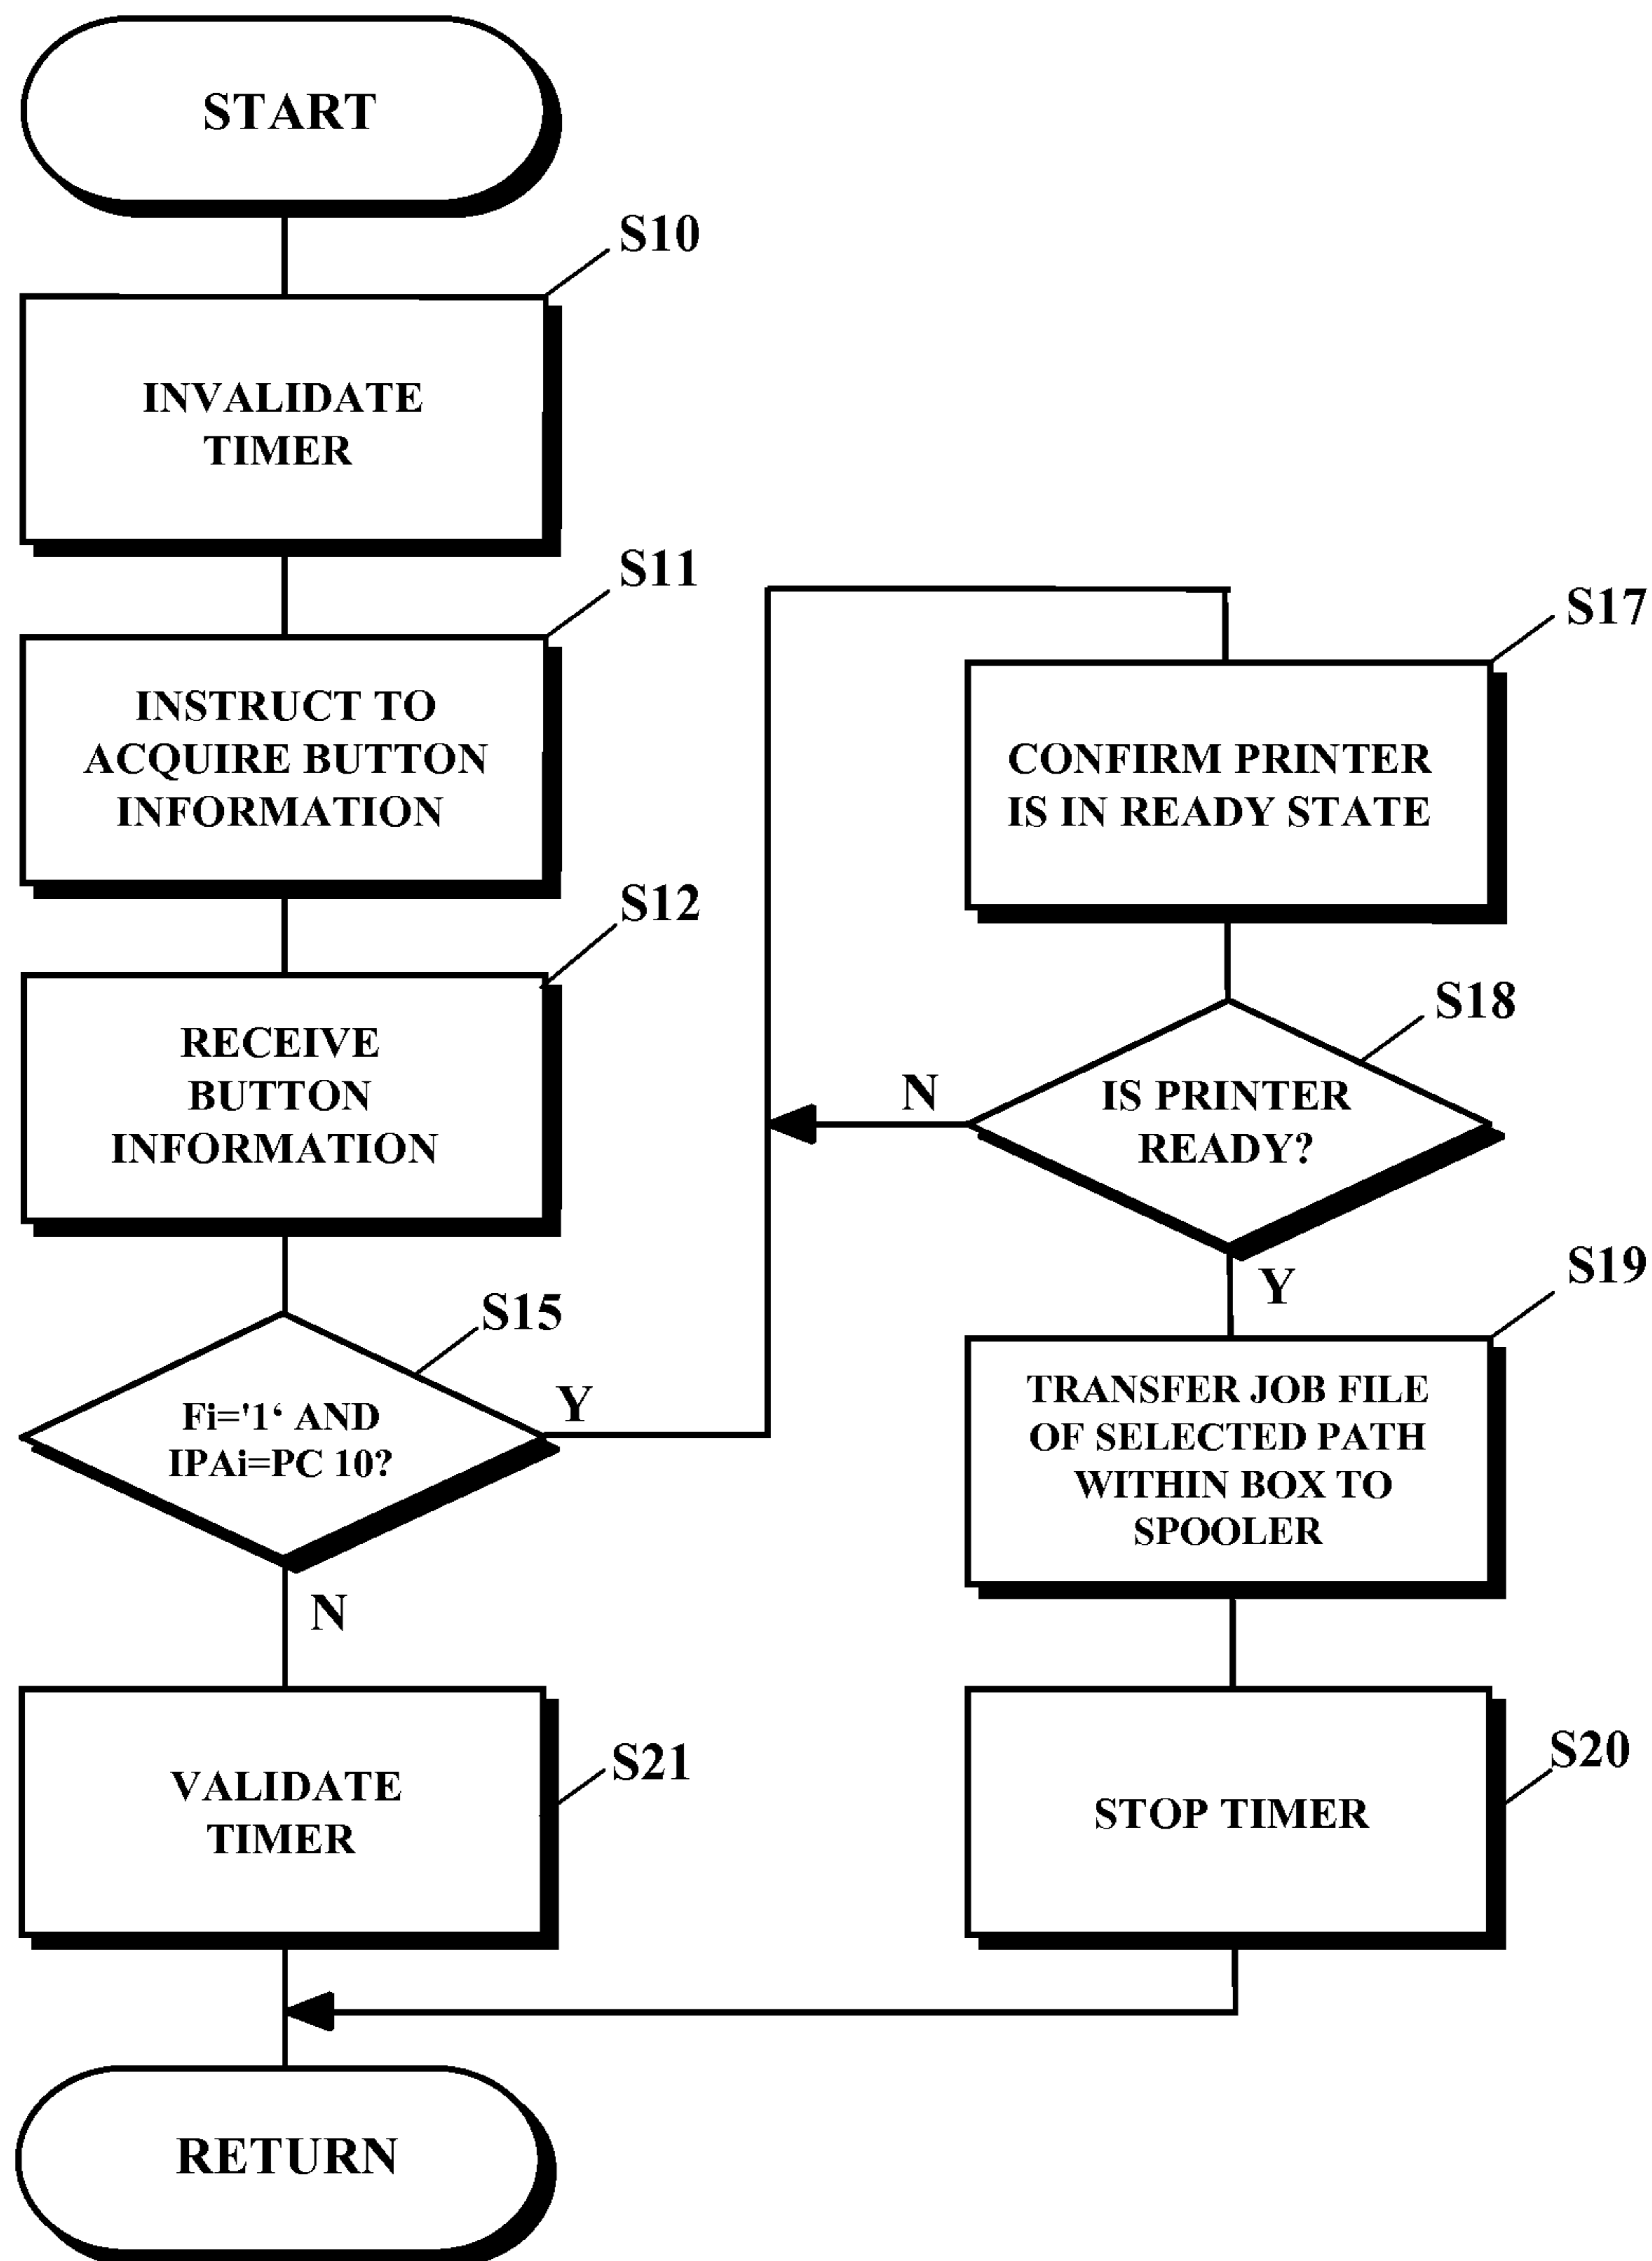 START
S10
INVALIDATE
TIMER
S11
INSTRUCT TO
ACQUIRE BUTTON
INFORMATION
S12
RECEIVE
BUTTON
INFORMATION
S15
Fi='1‘ AND
IPAi=PC 10?
Y
N
S21
VALIDATE
TIMER
S17
CONFIRM PRINTER
IS IN READY STATE
S18
IS PRINTER
READY?
N
Y
S19
TRANSFER JOB FILE
OF SELECTED PATH
WITHIN BOX TO
SPOOLER
S20
STOP TIMER
RETURN